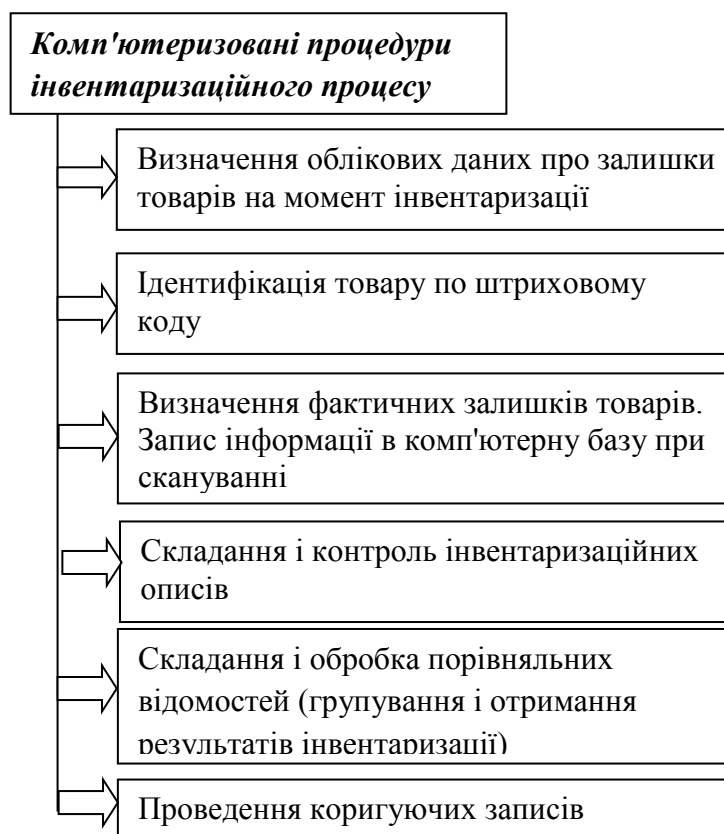 Комп'ютеризовані процедури
інвентаризаційного процесу
Визначення облікових даних про залишки
товарів на момент інвентаризації
Ідентифікація товару по штриховому
коду
Визначення фактичних залишків товарів.
Запис інформації в комп'ютерну базу при
скануванні
Складання і контроль інвентаризаційних
описів
Складання і обробка порівняльних
відомостей (групування і отримання
результатів інвентаризації)
Проведення коригуючих записів